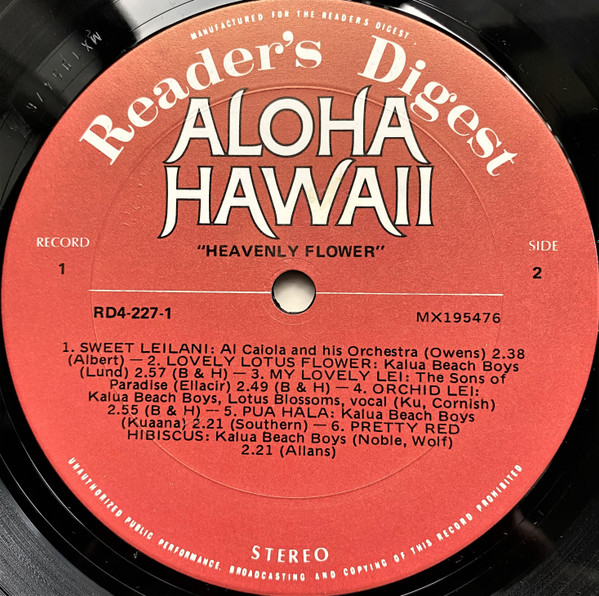 MANUFACTURED FOR THE READERS DIGEST.
Reader's Digest
ALOHA
HAWAII
"HEAVENLY FLOWER"
RECORD
1
SIDE
2
RD4-227-1
MX195476
1. SWEET LEILANI: Al Caiola and his Orchestra (Owens) 2.38
(Albert) — 2. LOVELY LOTUS FLOWER: Kalua Beach Boys
(Lund) 2.57 (B & H) — 3. MY LOVELY LEI: The Sons of
Paradise (Ellacir) 2.49 (B & H) — 4. ORCHID LEI:
Kalua Beach Boys, Lotus Blossoms, vocal (Ku, Cornish)
2.55 (B & H) — 5. PUA HALA: Kalua Beach Boys
(Kuaana) 2.21 (Southern) — 6. PRETTY RED
HIBISCUS: Kalua Beach Boys (Noble, Wolf)
2.21 (Allans)
STEREO
UNAUTHORIZED PUBLIC PERFORMANCE, BROADCASTING AND COPYING OF THIS RECORD PROHIBITED